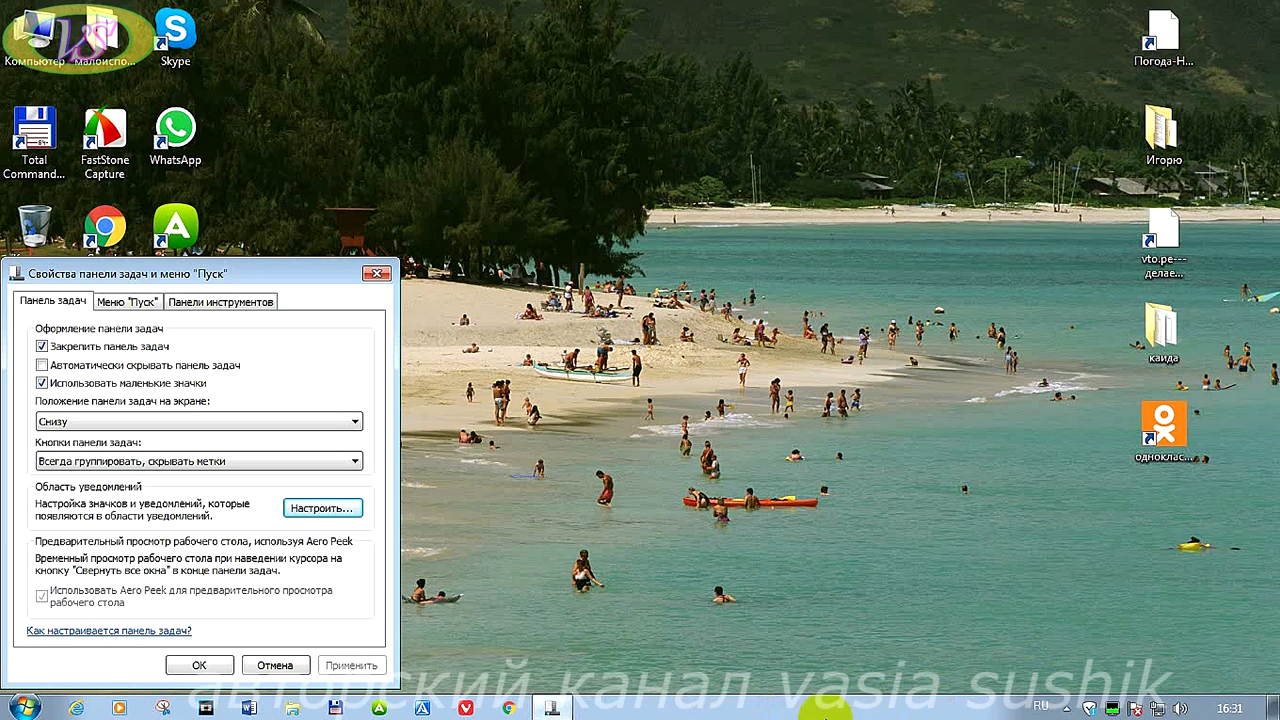 Компьютер
малоиспо...
Skype
Total
Command...
FastStone
Capture
WhatsApp
Погода-Н...
Игорю
vto.pe---
делае...
каида
одноклас...
Свойства панели задач и меню "Пуск"
Панель задач
Меню "Пуск"
Панели инструментов
Оформление панели задач
Закрепить панель задач
Автоматически скрывать панель задач
Использовать маленькие значки
Положение панели задач на экране:
Снизу
Кнопки панели задач:
Всегда группировать, скрывать метки
Область уведомлений
Настройка значков и уведомлений, которые
появляются в области уведомлений.
Настроить...
Предварительный просмотр рабочего стола, используя Aero Peek
Временный просмотр рабочего стола при наведении курсора на
кнопку "Свернуть все окна" в конце панели задач.
Использовать Aero Peek для предварительного просмотра
рабочего стола
Как настраивается панель задач?
ОК
Отмена
Применить
авторский канал vasia sushik
RU
16:31